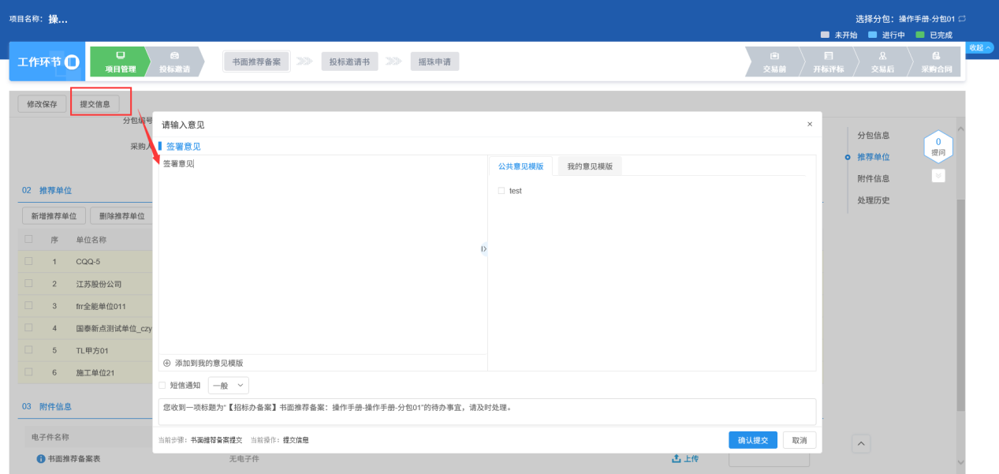 项目名称: 操...
选择分包: 操作手册-分包01
未开始 进行中 已完成
收起
工作环节
项目管理
投标邀请
书面推荐备案
投标邀请书
摇珠申请
交易前
开标评标
交易后
采购合同
修改保存
提交信息
分包编号
采购人
02 推荐单位
新增推荐单位
删除推荐单位
序 单位名称
1 CQQ-5
2 江苏股份公司
3 frr全能单位011
4 国泰新点测试单位_czy
5 TL甲方01
6 施工单位21
03 附件信息
电子件名称
书面推荐备案表
无电子件
上传
请输入意见
×
签署意见
签署意见
公共意见模版
我的意见模版
test
添加到我的意见模版
短信通知 一般
您收到一项标题为“【招标办备案】书面推荐备案：操作手册-操作手册-分包01”的待办事宜，请及时处理。
当前步骤: 书面推荐备案提交 当前操作: 提交信息
确认提交
取消
分包信息
推荐单位
附件信息
处理历史
0
提问